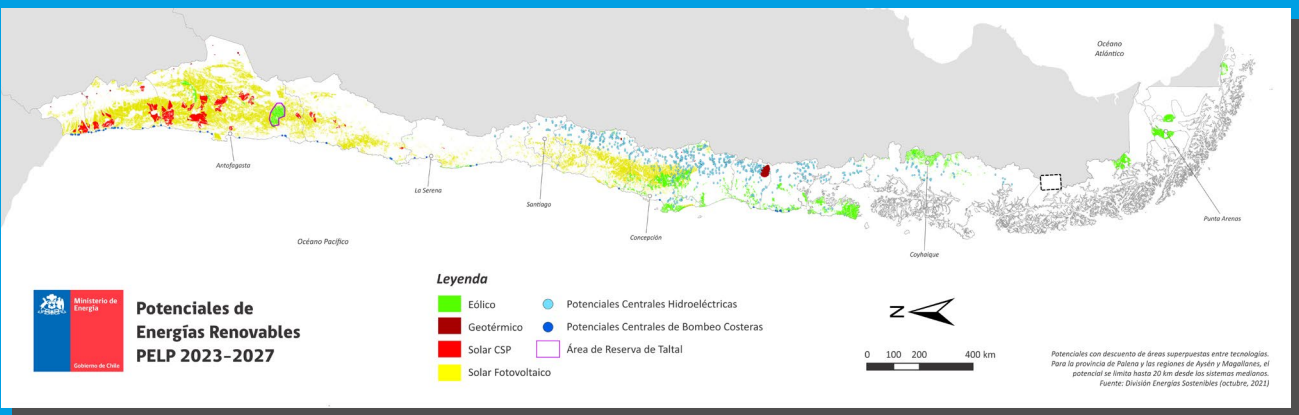 Océano
Atlántico
Antofagasta
La Serena
Santiago
Concepción
Coyhaique
Punta Arenas
Océano Pacífico
Ministerio de
Energía
Gobierno de Chile
Potenciales de
Energías Renovables
PELP 2023-2027
Leyenda
Eólico
Geotérmico
Solar CSP
Solar Fotovoltaico
Potenciales Centrales Hidroeléctricas
Potenciales Centrales de Bombeo Costeras
Área de Reserva de Taltal
N
0 100 200 400 km
Potenciales con descuento de áreas superpuestas entre tecnologías.
Para la provincia de Palena y las regiones de Aysén y Magallanes, el
potencial se limita hasta 20 km desde los sistemas medianos.
Fuente: División Energías Sostenibles (octubre, 2021)